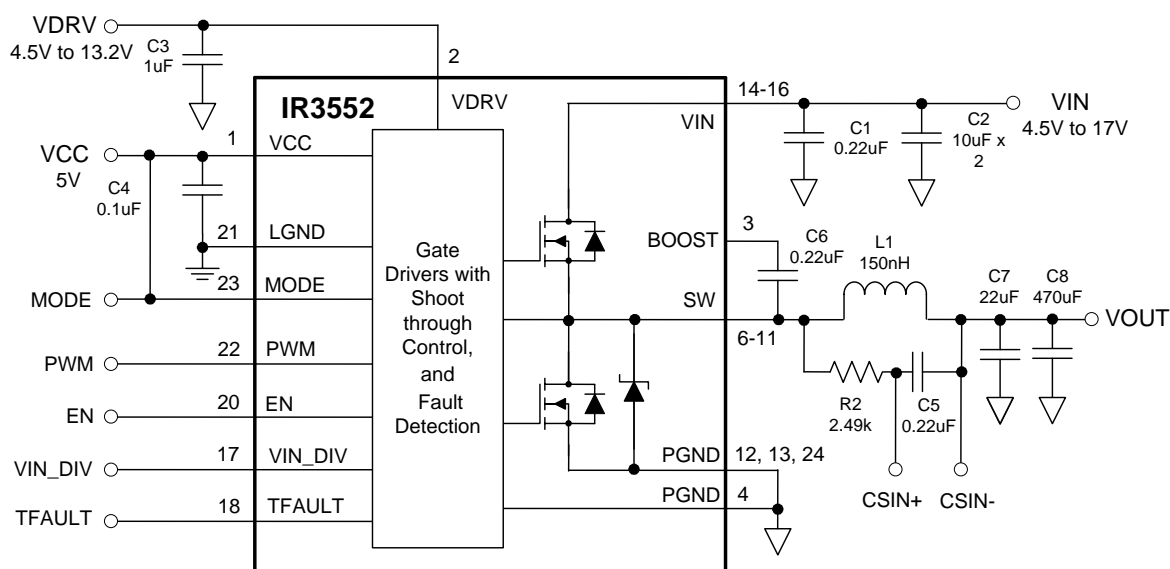 VDRV
4.5V to 13.2V
C3
1uF
2
IR3552
VDRV
14-16
VIN
VIN
4.5V to 17V
C1
0.22uF
C2
10uF x
2
1
VCC
VCC
5V
C4
0.1uF
21
LGND
23
MODE
MODE
22
PWM
PWM
20
EN
EN
17
VIN_DIV
VIN_DIV
18
TFAULT
TFAULT
Gate
Drivers with
Shoot
through
Control,
and
Fault
Detection
3
BOOST
C6
0.22uF
L1
150nH
SW
6-11
C7
22uF
C8
470uF
VOUT
R2
2.49k
C5
0.22uF
CSIN+
CSIN-
PGND
12, 13, 24
PGND
4